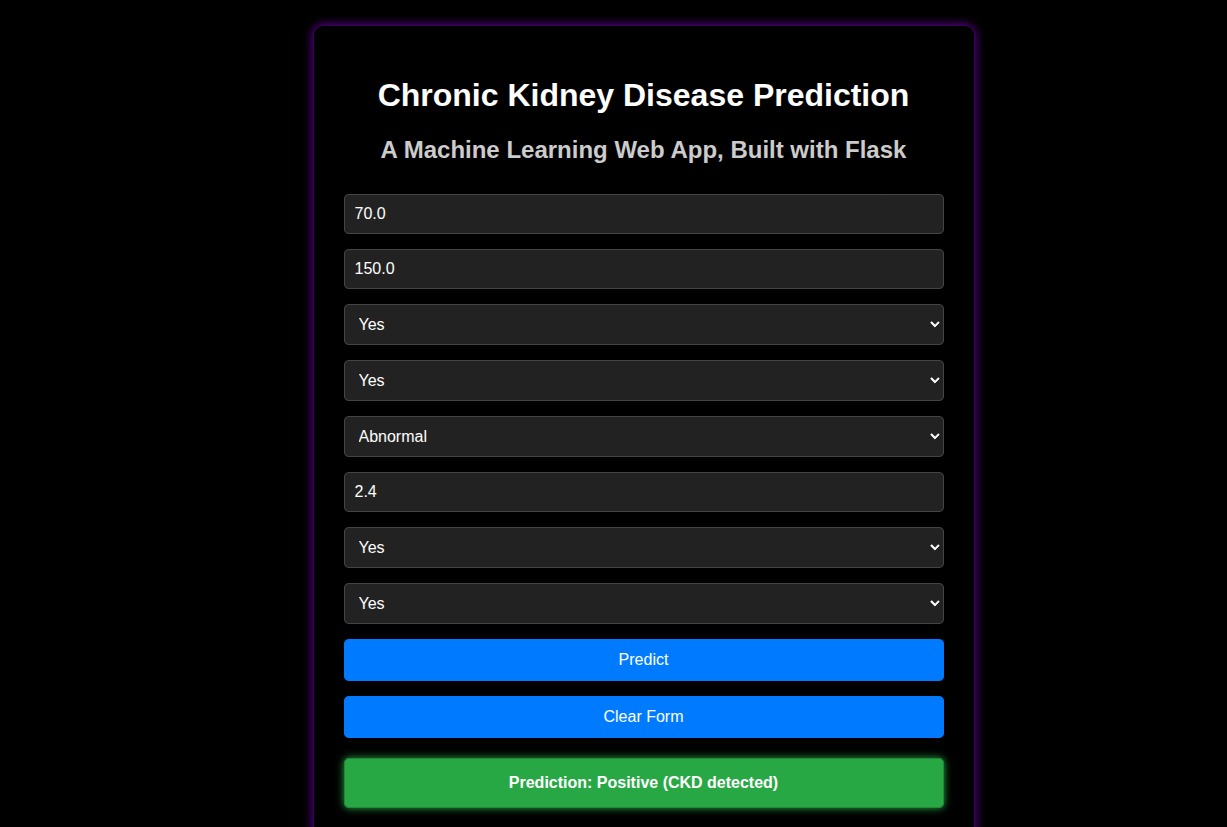 Chronic Kidney Disease Prediction
A Machine Learning Web App, Built with Flask
70.0
150.0
Yes
Yes
Abnormal
2.4
Yes
Yes
Predict
Clear Form
Prediction: Positive (CKD detected)